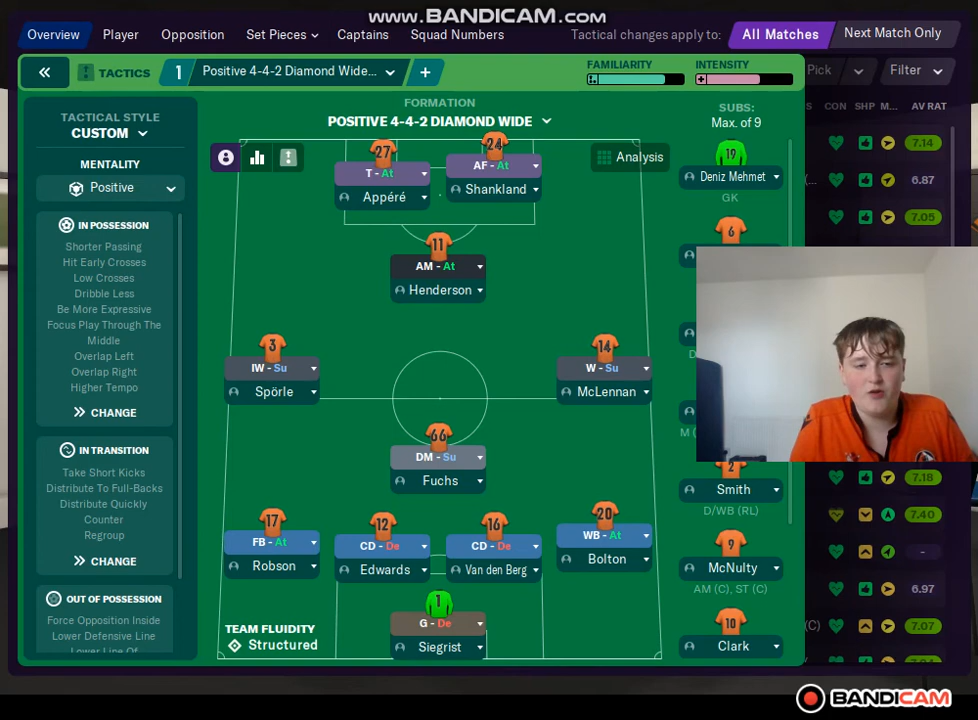 www.BANDICAM.com
Overview Player Opposition Set Pieces Captains Squad Numbers Tactical changes apply to: All Matches Next Match Only
TACTICS 1 Positive 4-4-2 Diamond Wide... + FAMILIARITY INTENSITY Pick Filter
CON SHP M... AV RAT
TACTICAL STYLE
CUSTOM
MENTALITY
Positive
IN POSSESSION
Shorter Passing
Hit Early Crosses
Low Crosses
Dribble Less
Be More Expressive
Focus Play Through The
Middle
Overlap Left
Overlap Right
Higher Tempo
CHANGE
IN TRANSITION
Take Short Kicks
Distribute To Full-Backs
Distribute Quickly
Counter
Regroup
CHANGE
OUT OF POSSESSION
Force Opposition Inside
Lower Defensive Line
FORMATION
POSITIVE 4-4-2 DIAMOND WIDE
Analysis
27
T - At
Appéré
24
AF - At
Shankland
11
AM - At
Henderson
3
IW - Su
Spörle
14
W - Su
McLennan
66
DM - Su
Fuchs
17
FB - At
Robson
12
CD - De
Edwards
16
CD - De
Van den Berg
20
WB - At
Bolton
1
G - De
Siegrist
TEAM FLUIDITY
Structured
SUBS:
Max. of 9
19
Deniz Mehmet
GK
6
2
Smith
D/WB (RL)
9
McNulty
AM (C), ST (C)
10
Clark
7.14
6.87
7.05
7.18
7.40
-
6.97
7.07
BANDICAM